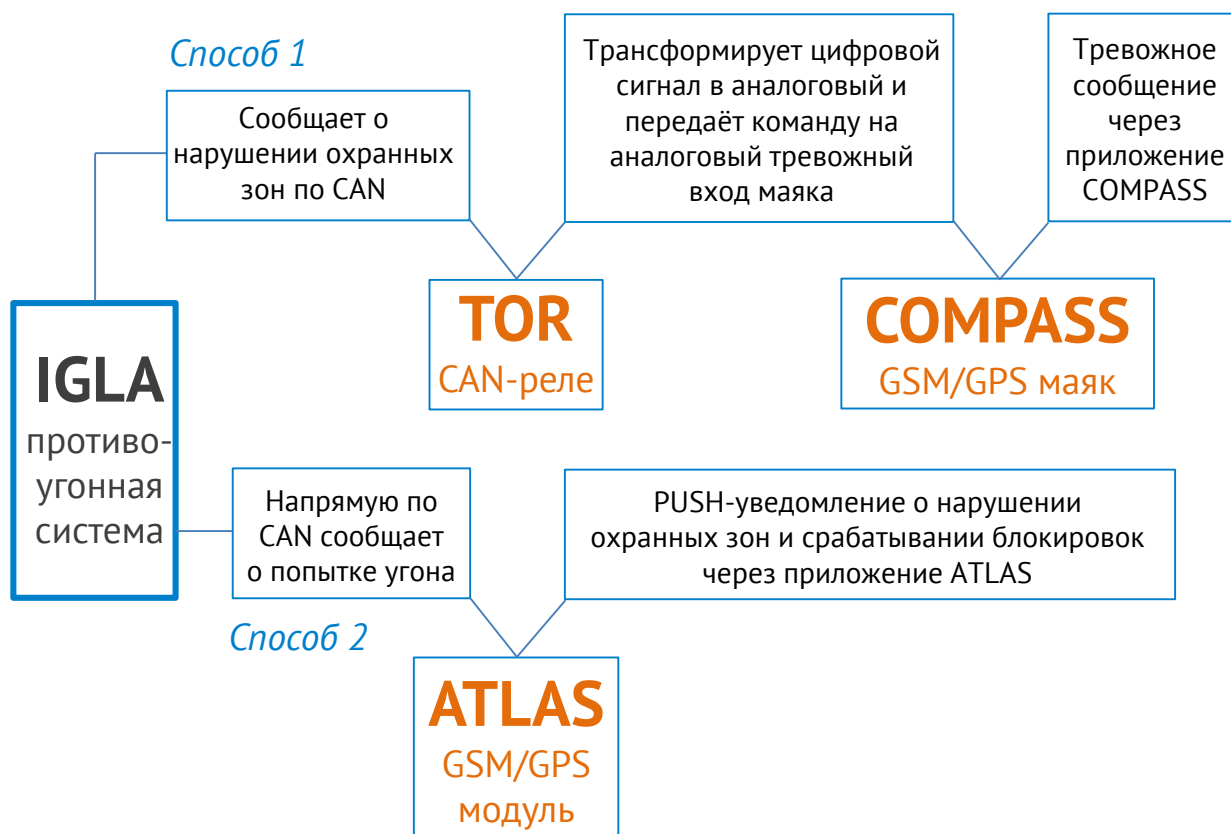 Способ 1
Сообщает о
нарушении охранных
зон по CAN
Трансформирует цифровой
сигнал в аналоговый и
передаёт команду на
аналоговый тревожный
вход маяка
Тревожное
сообщение
через
приложение
COMPASS
TOR
CAN-реле
COMPASS
GSM/GPS маяк
IGLA
противо-
угонная
система
Напрямую по
CAN сообщает
о попытке угона
PUSH-уведомление о нарушении
охранных зон и срабатывании блокировок
через приложение ATLAS
Способ 2
ATLAS
GSM/GPS
модуль